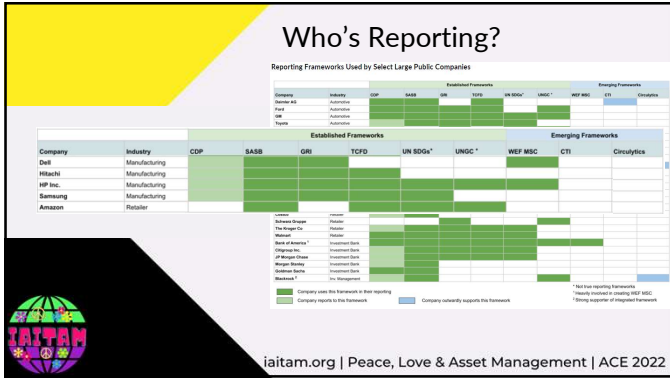 Who's Reporting?
Reporting Frameworks Used by Select Large Public Companies
Established Frameworks Emerging Frameworks
Company Industry CDP SASB GRI TCFD UN SDGs* UNGC * WEF MSC CTI Circulytics
Daimler AG Automotive
Ford Automotive
GM Automotive
Toyota Automotive
Established Frameworks Emerging Frameworks
Company Industry CDP SASB GRI TCFD UN SDGs* UNGC * WEF MSC CTI Circulytics
Dell Manufacturing
Hitachi Manufacturing
HP Inc. Manufacturing
Samsung Manufacturing
Amazon Retailer
Costco Retailer
Schwarz Gruppe Retailer
The Kroger Co Retailer
Walmart Retailer
Bank of America ¹ Investment Bank
Citigroup Inc. Investment Bank
JP Morgan Chase Investment Bank
Morgan Stanley Investment Bank
Goldman Sachs Investment Bank
Blackrock ² Inv. Management
Company uses this framework in their reporting
Company reports to this framework Company outwardly supports this framework
* Not true reporting frameworks
¹ Heavily involved in creating WEF MSC
² Strong supporter of integrated framework
IAITAM
iaitam.org | Peace, Love & Asset Management | ACE 2022